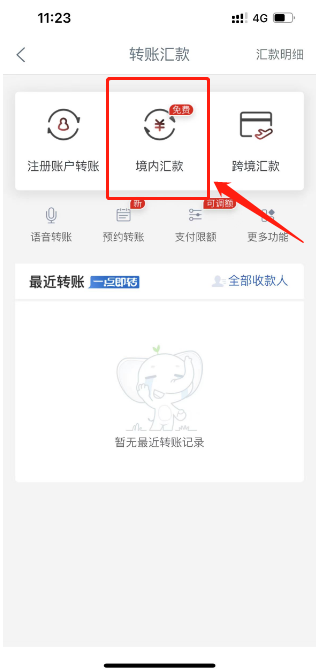 11:23
4G
转账汇款
汇款明细
免费
注册账户转账
境内汇款
跨境汇款
新
可调额
语音转账
预约转账
支付限额
更多功能
最近转账
一点即转
全部收款人
暂无最近转账记录